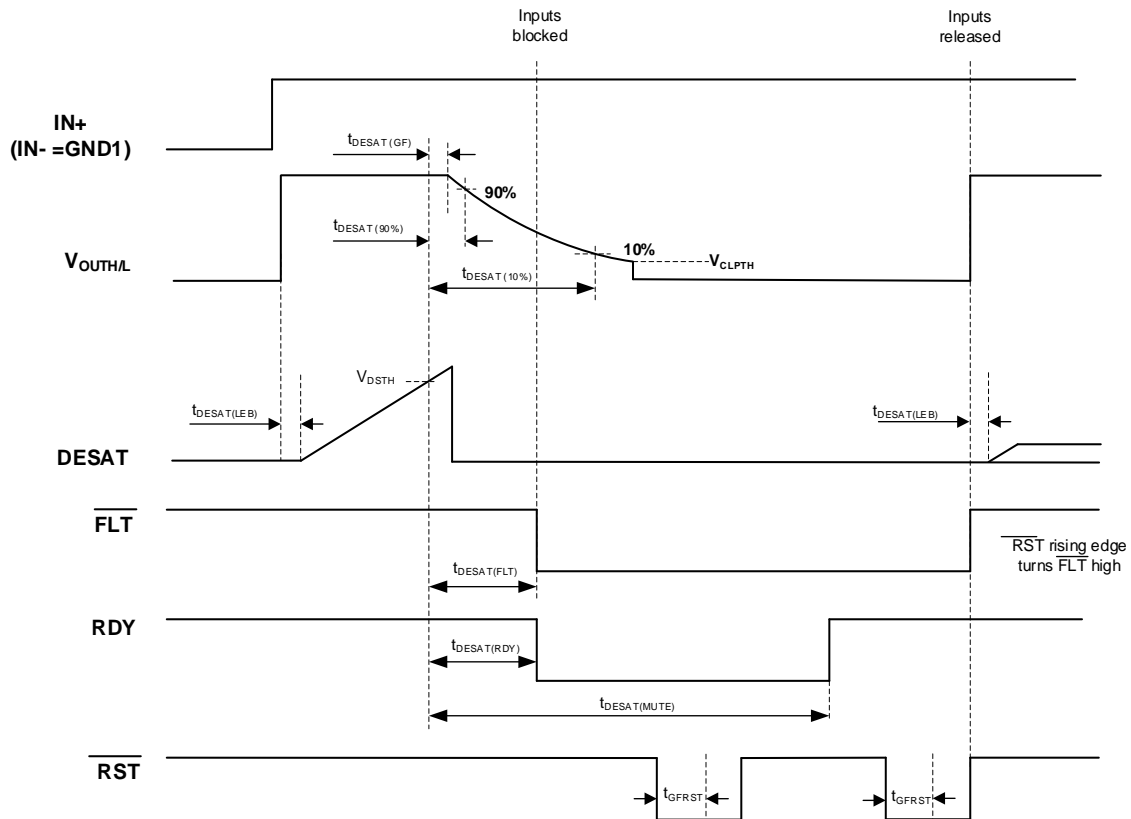 Inputs
blocked
Inputs
released
IN+
(IN- =GND1)
tDESAT(GF)
90%
tDESAT(90%)
10%
VOUTH/L
VCLPTH
tDESAT(10%)
VDSTH
tDESAT(LEB)
tDESAT(LEB)
DESAT
FLT
RST rising edge
turns FLT high
tDESAT(FLT)
RDY
tDESAT(RDY)
tDESAT(MUTE)
RST
tGFRST
tGFRST